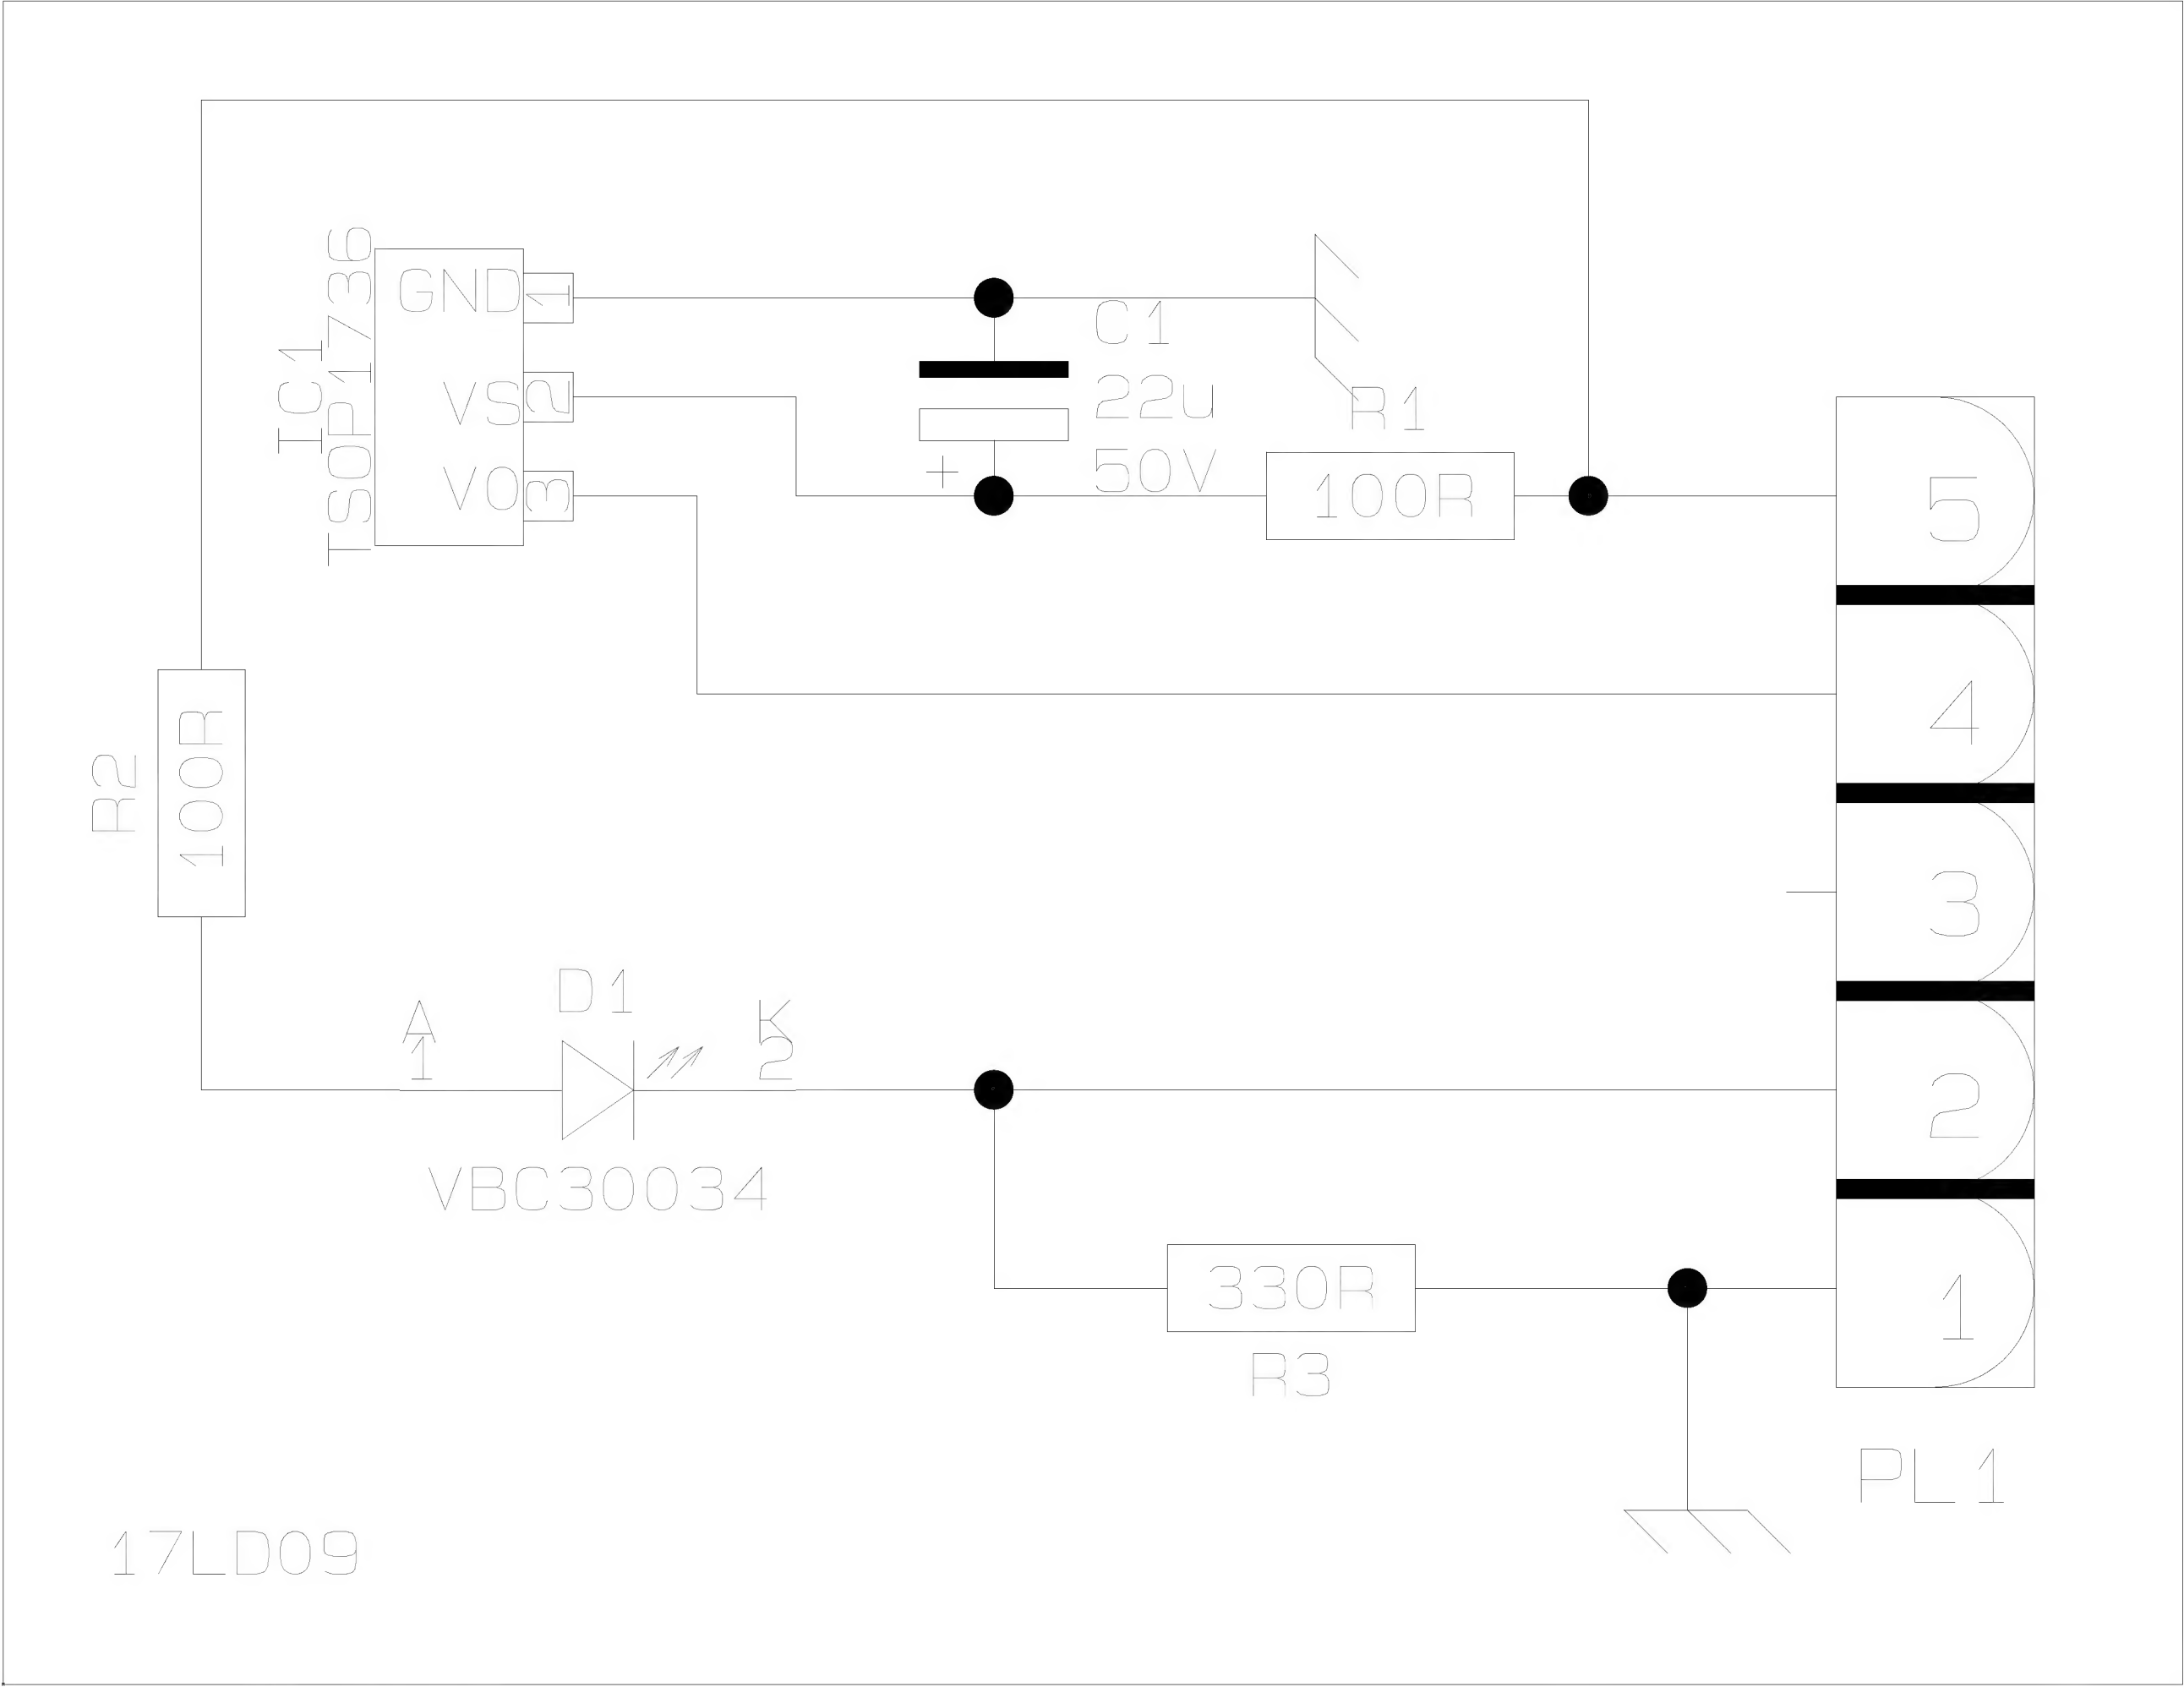 IC1
TSOP1736
GND 1
VS 2
VO 3
C1
22u
50V
+
R1
100R
R2
100R
D1
A
1
K
2
VBC30034
330R
R3
5
4
3
2
1
PL1
17LD09